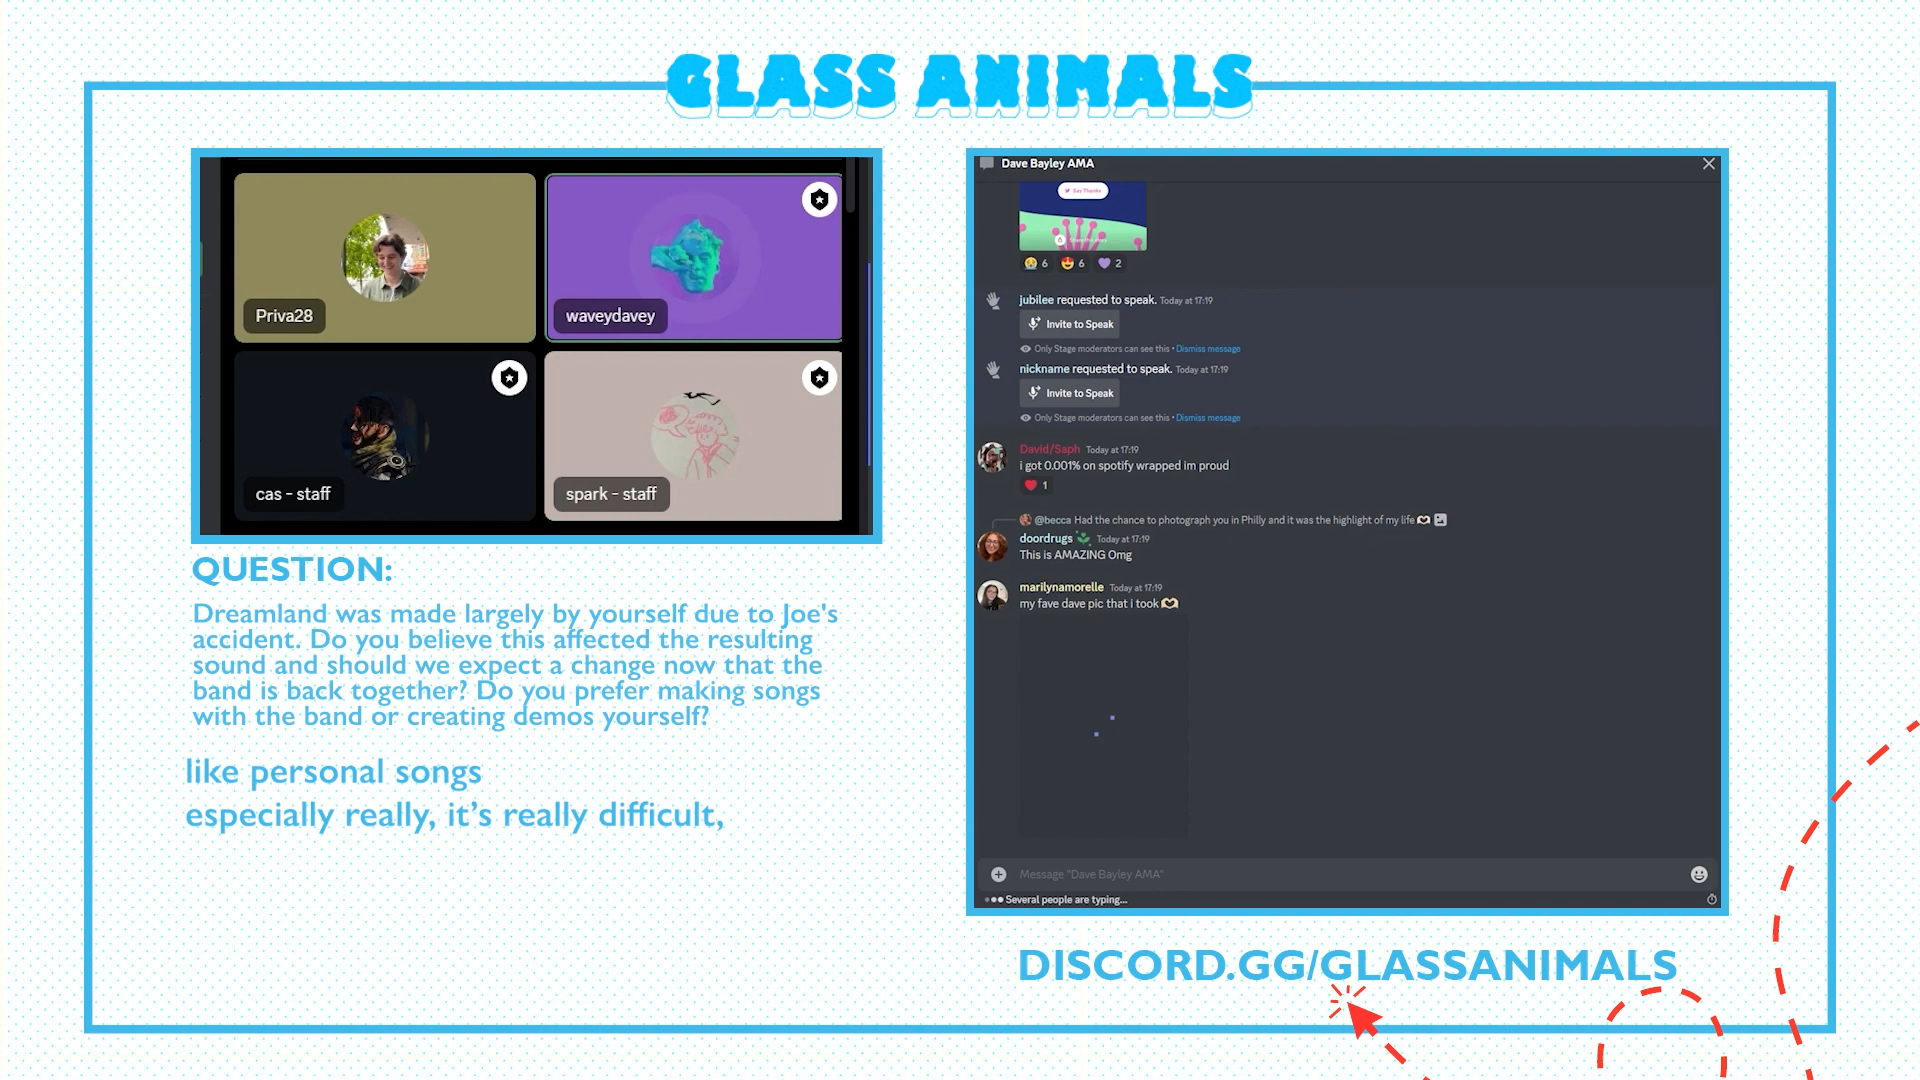 GLASS ANIMALS
Priva28
waveydavey
cas - staff
spark - staff
QUESTION:
Dreamland was made largely by yourself due to Joe's
accident. Do you believe this affected the resulting
sound and should we expect a change now that the
band is back together? Do you prefer making songs
with the band or creating demos yourself?
like personal songs
especially really, it's really difficult,
Dave Bayley AMA
Say Thanks
6 6 2
jubilee requested to speak. Today at 17:19
Invite to Speak
Only Stage moderators can see this • Dismiss message
nickname requested to speak. Today at 17:19
Invite to Speak
Only Stage moderators can see this • Dismiss message
David/Saph Today at 17:19
i got 0.001% on spotify wrapped im proud
1
@becca Had the chance to photograph you in Philly and it was the highlight of my life
doordrugs Today at 17:19
This is AMAZING Omg
marilynamorelle Today at 17:19
my fave dave pic that i took
Message "Dave Bayley AMA"
Several people are typing...
DISCORD.GG/GLASSANIMALS